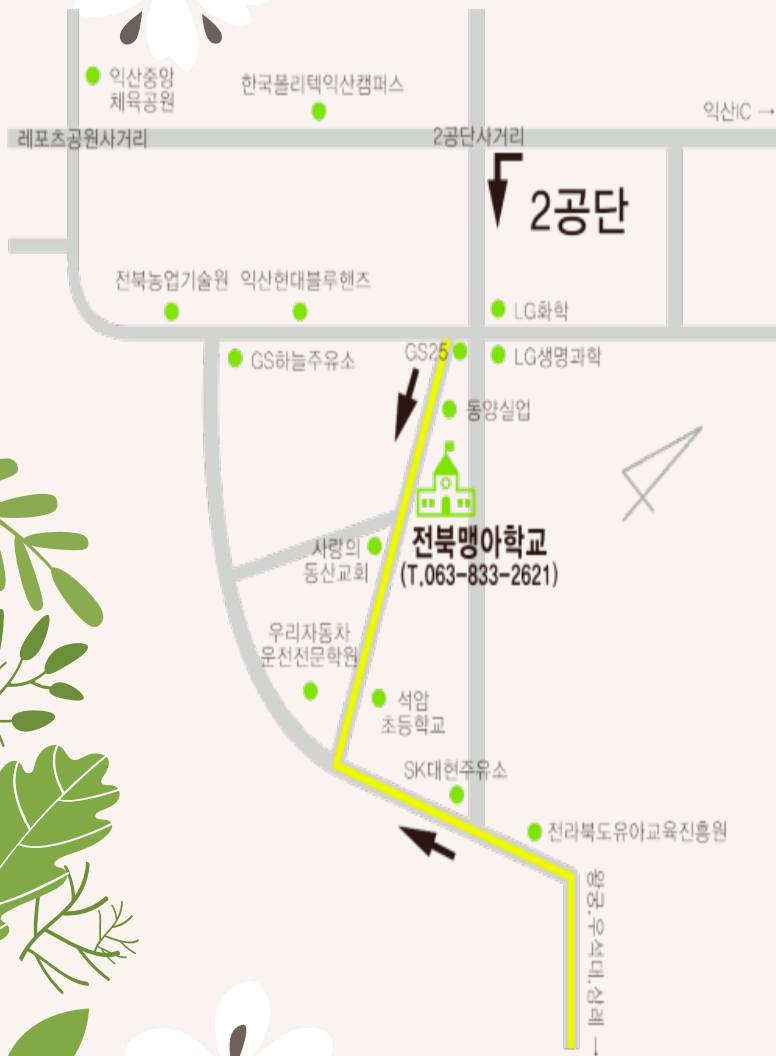 익산중앙
체육공원
한국폴리텍익산캠퍼스
익산IC →
레포츠공원사거리
2공단사거리
2공단
전북농업기술원
익산현대블루핸즈
LG화학
GS하늘주유소
GS25
LG생명과학
동양실업
전북맹아학교
(T.063-833-2621)
사랑의
동산교회
우리자동차
운전전문학원
석암
초등학교
SK대현주유소
전라북도유아교육진흥원
왕궁.우석대.삼례 →